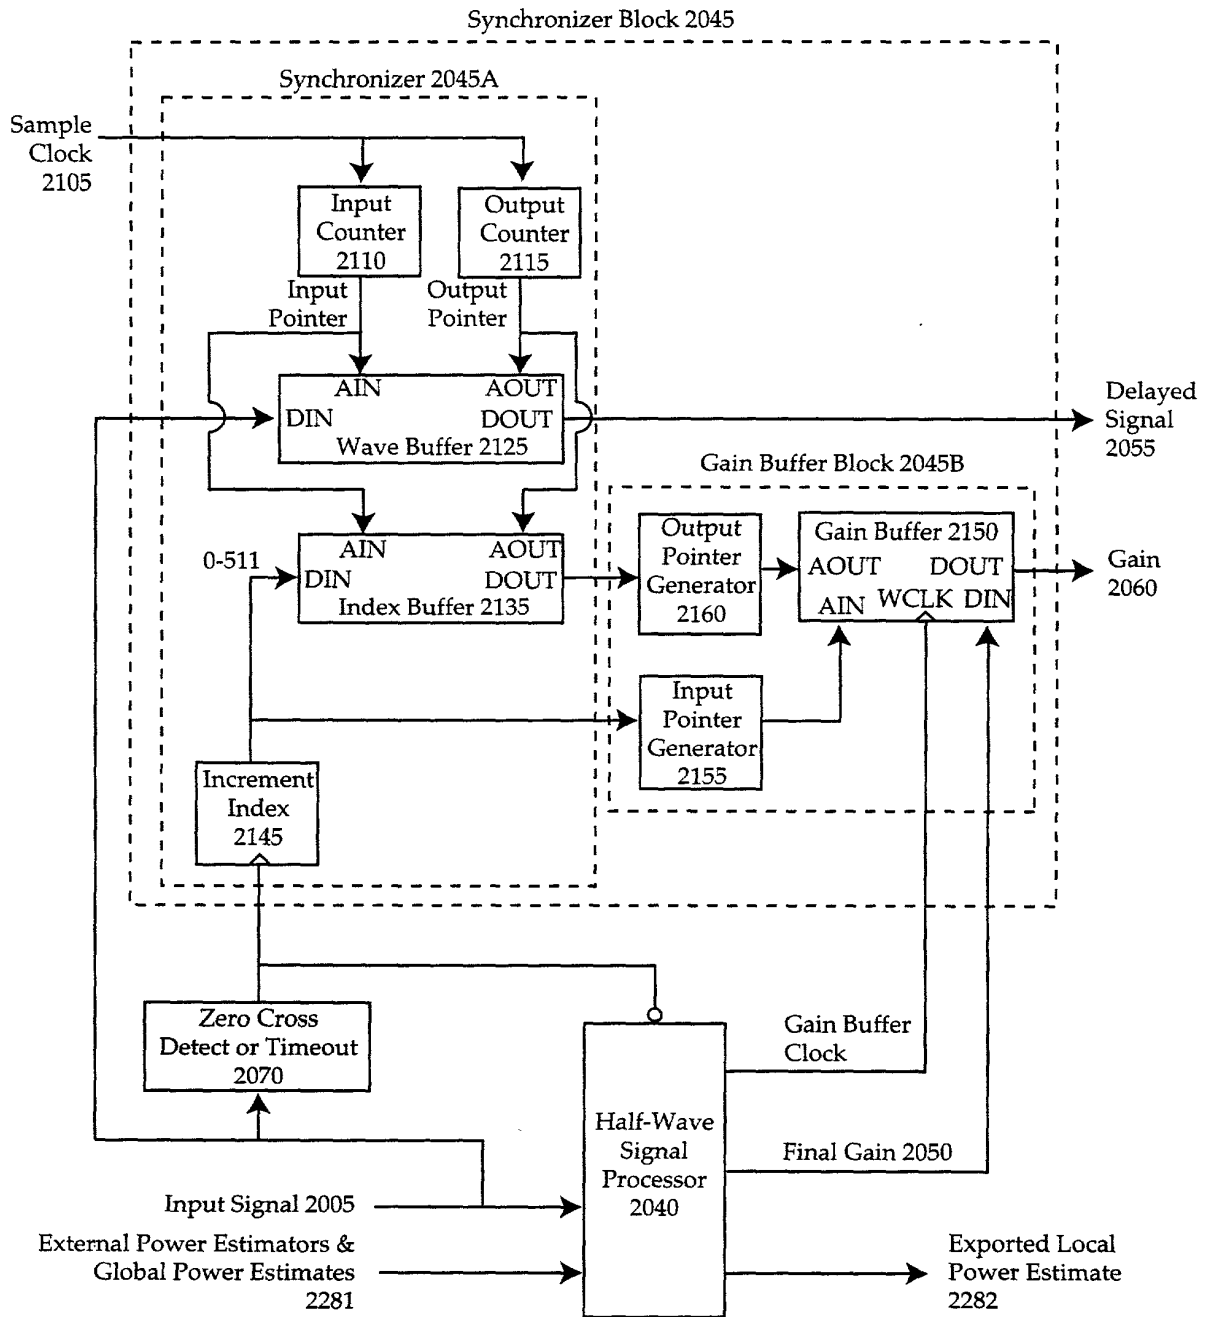 Synchronizer Block 2045
Synchronizer 2045A
Sample
Clock
2105
Input
Counter
2110
Output
Counter
2115
Input
Pointer
Output
Pointer
AIN
AOUT
DIN
DOUT
Wave Buffer 2125
Delayed
Signal
2055
Gain Buffer Block 2045B
0-511
AIN
AOUT
DIN
DOUT
Index Buffer 2135
Output
Pointer
Generator
2160
Gain Buffer 2150
AOUT
DOUT
AIN
WCLK
DIN
Gain
2060
Input
Pointer
Generator
2155
Increment
Index
2145
Zero Cross
Detect or Timeout
2070
Gain Buffer
Clock
Half-Wave
Signal
Processor
2040
Final Gain 2050
Input Signal 2005
External Power Estimators &
Global Power Estimates
2281
Exported Local
Power Estimate
2282